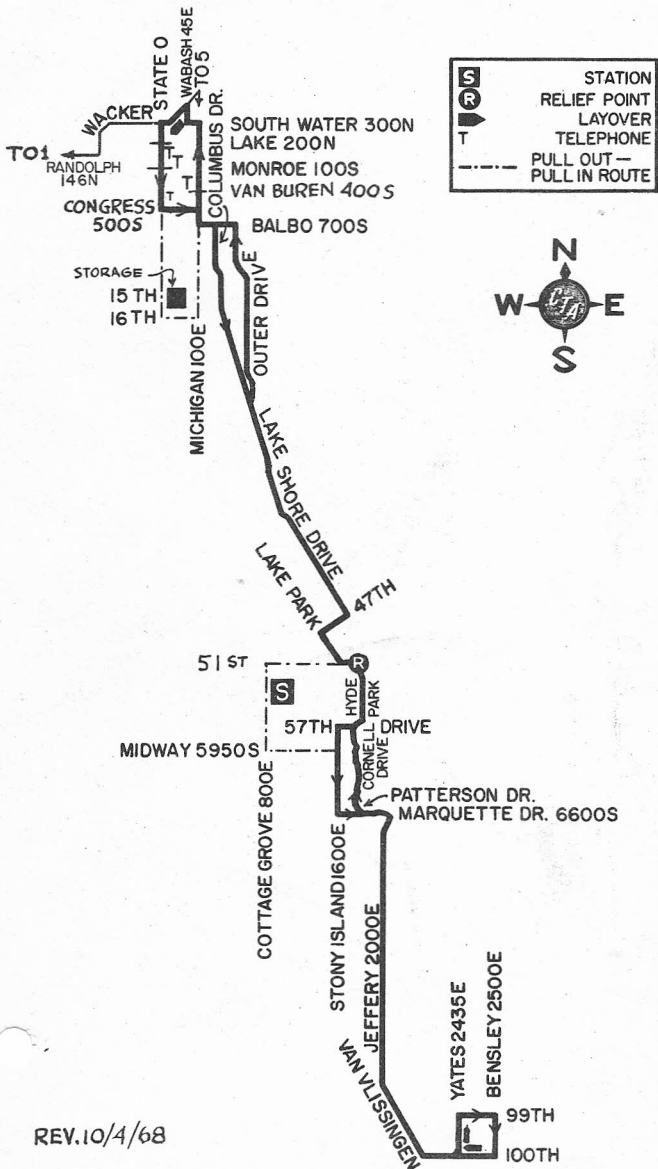 STATE 0
WABASH 45E
TO 5
WACKER
TO1
RANDOLPH
146N
COLUMBUS DR.
SOUTH WATER 300N
LAKE 200N
MONROE 100S
VAN BUREN 400S
T
T
T
T
CONGRESS
500S
BALBO 700S
STORAGE
15TH
16TH
MICHIGAN 100E
OUTER DRIVE
S STATION
R RELIEF POINT
LAYOVER
T TELEPHONE
PULL OUT —
PULL IN ROUTE
N
W CTA E
S
LAKE SHORE DRIVE
LAKE PARK
47TH
51ST
R
S
HYDE PARK
57TH
DRIVE
CORNELL
DRIVE
MIDWAY 5950S
PATTERSON DR.
MARQUETTE DR. 6600S
COTTAGE GROVE 800E
STONY ISLAND 1600E
JEFFERY 2000E
VAN VLISSINGEN
YATES 2435E
BENSLEY 2500E
99TH
100TH
REV. 10/4/68